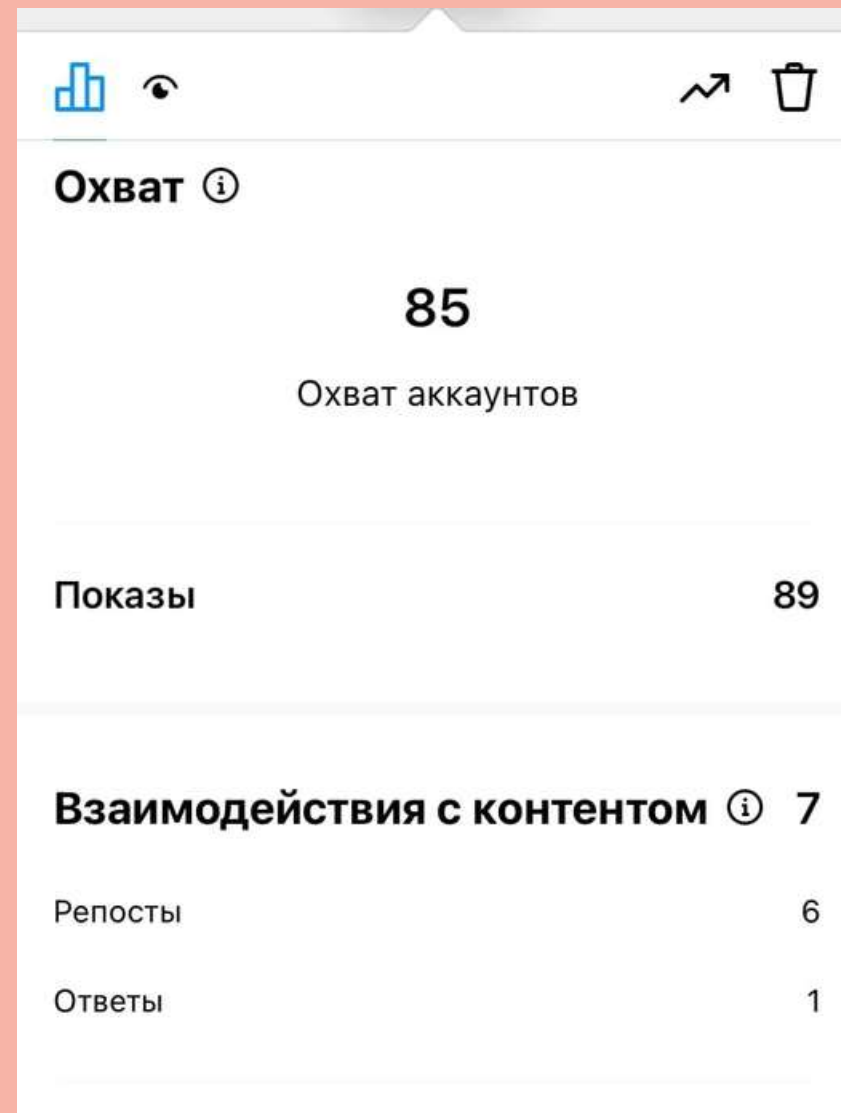 Охват
85
Охват аккаунтов
Показы 89
Взаимодействия с контентом 7
Репосты 6
Ответы 1